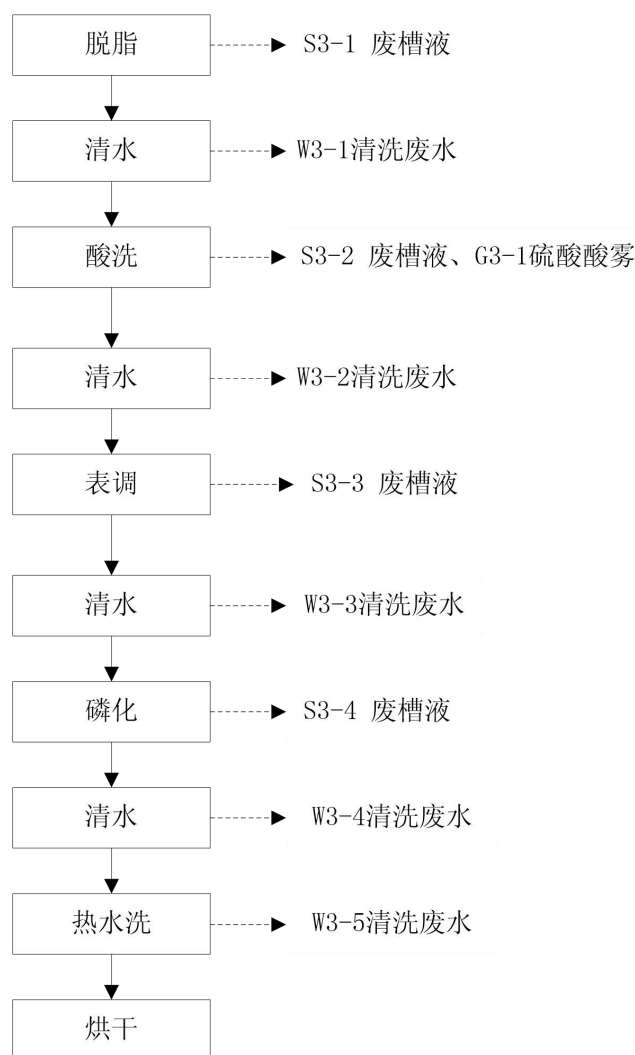 脱脂
S3-1 废槽液
清水
W3-1清洗废水
酸洗
S3-2 废槽液、G3-1硫酸酸雾
清水
W3-2清洗废水
表调
S3-3 废槽液
清水
W3-3清洗废水
磷化
S3-4 废槽液
清水
W3-4清洗废水
热水洗
W3-5清洗废水
烘干